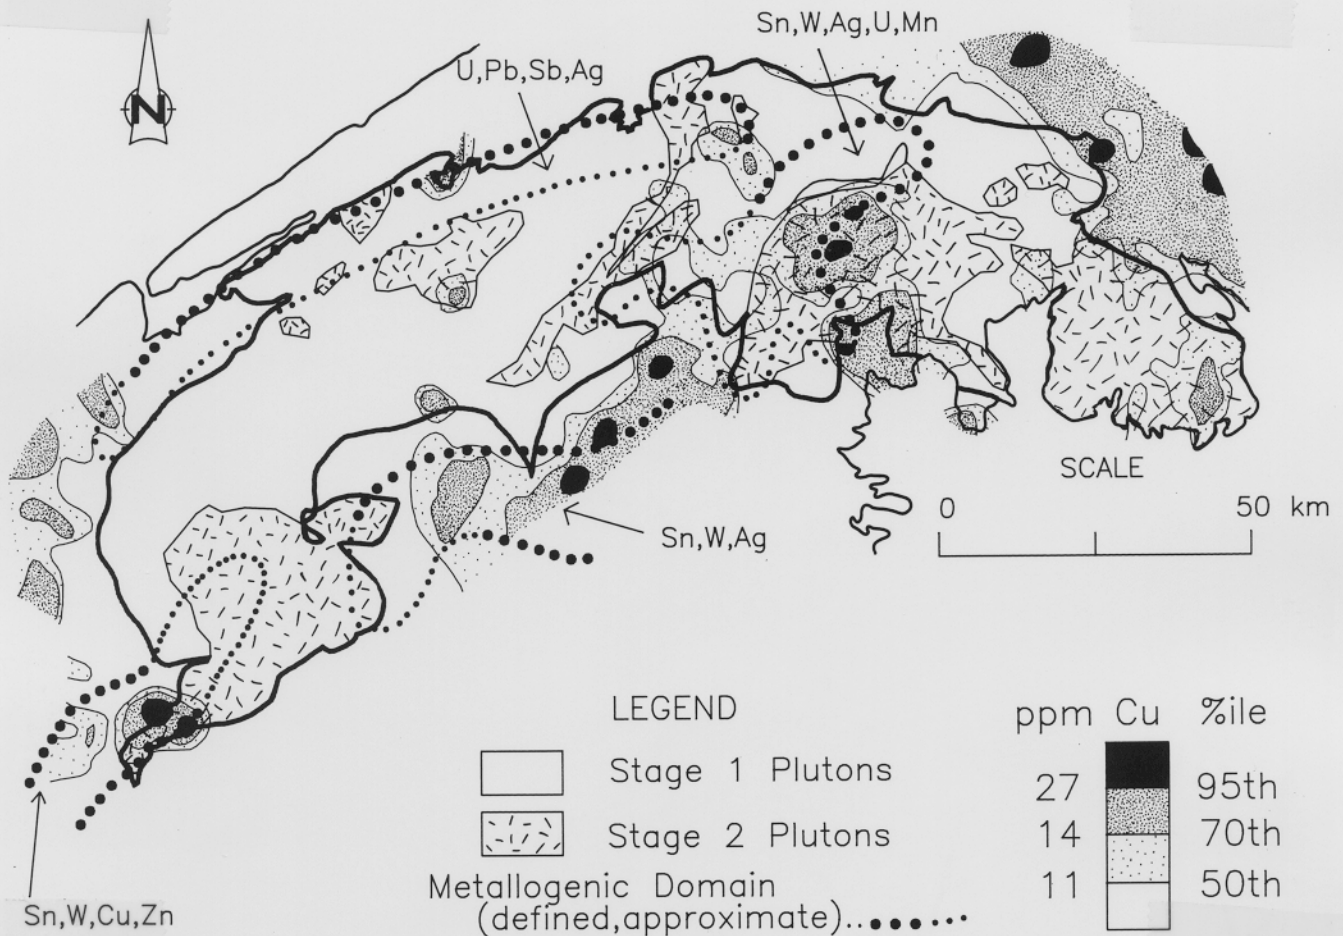 Sn,W,Ag,U,Mn
U,Pb,Sb,Ag
N
SCALE
0 50 km
Sn,W,Ag
LEGEND
ppm Cu %ile
Stage 1 Plutons
27 95th
Stage 2 Plutons
14 70th
11 50th
Metallogenic Domain
(defined,approximate)..
Sn,W,Cu,Zn